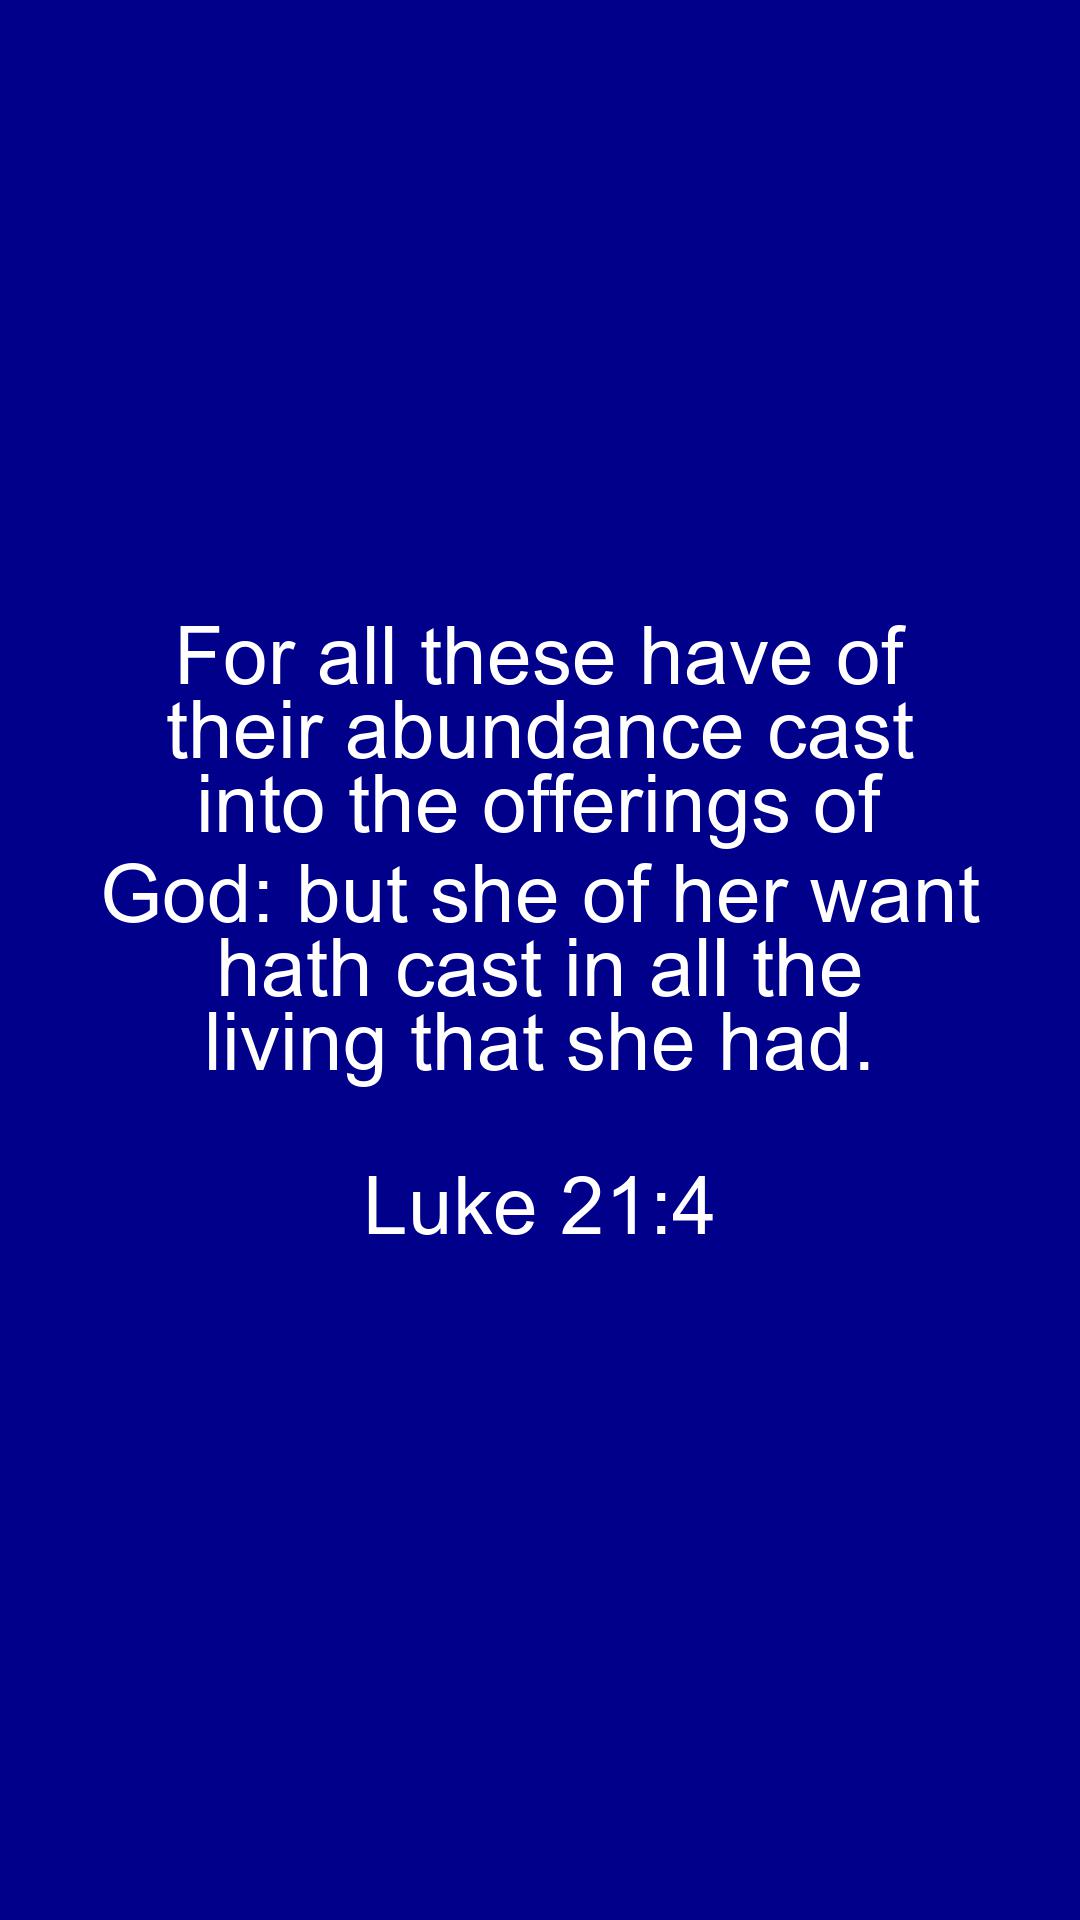 For all these have of
their abundance cast
into the offerings of
God: but she of her want
hath cast in all the
living that she had.
Luke 21:4